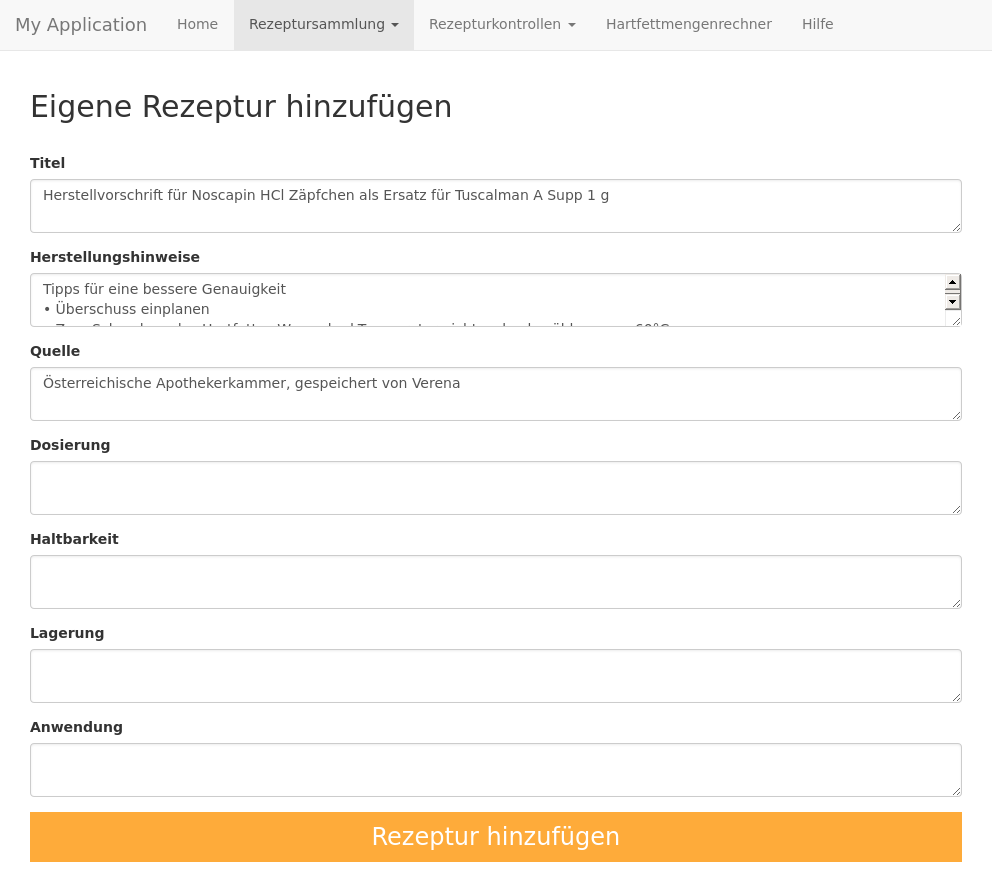 My Application Home Rezeptursammlung Rezepturkontrollen Hartfettmengenrechner Hilfe
Eigene Rezeptur hinzufügen
Titel
Herstellvorschrift für Noscapin HCl Zäpfchen als Ersatz für Tuscalman A Supp 1 g
Herstellungshinweise
Tipps für eine bessere Genauigkeit
• Überschuss einplanen
Quelle
Österreichische Apothekerkammer, gespeichert von Verena
Dosierung
Haltbarkeit
Lagerung
Anwendung
Rezeptur hinzufügen